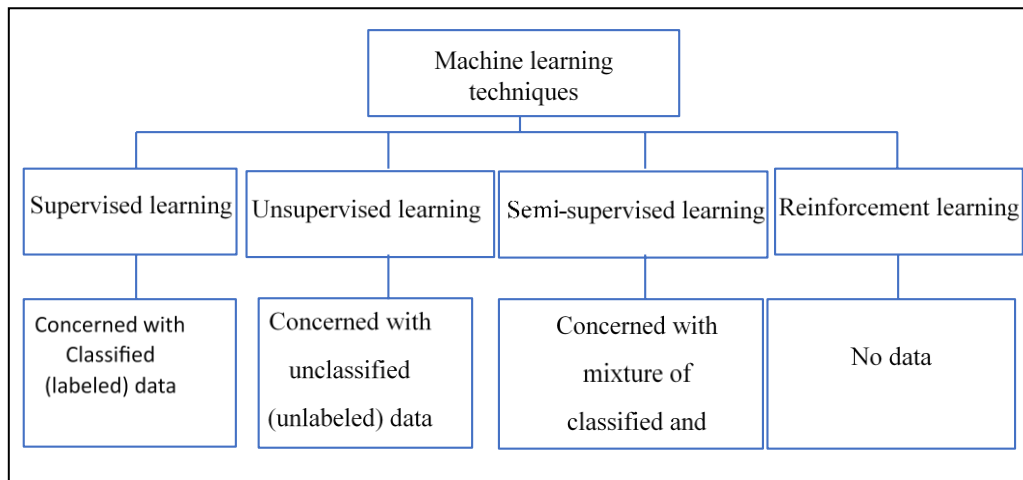 Machine learning
techniques
Supervised learning
Unsupervised learning
Semi-supervised learning
Reinforcement learning
Concerned with
Classified
(labeled) data
Concerned with
unclassified
(unlabeled) data
Concerned with
mixture of
classified and
No data